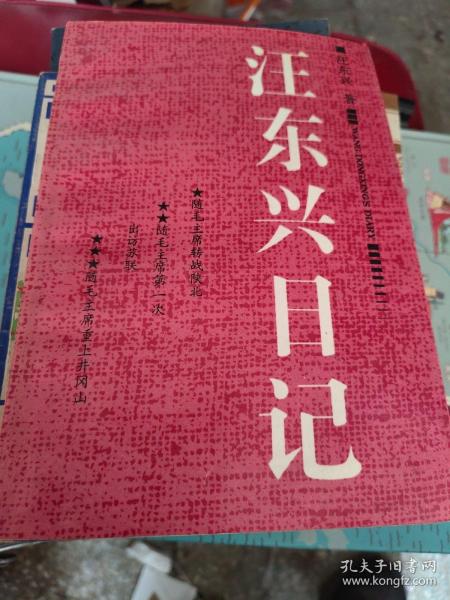 汪东兴 著
WANG DONGXING'S DIARY
汪东兴日记
★随毛主席转战陕北
★★随毛主席第一次
出访苏联
★★★随毛主席重上井冈山
孔夫子旧书网
www.kongfz.com